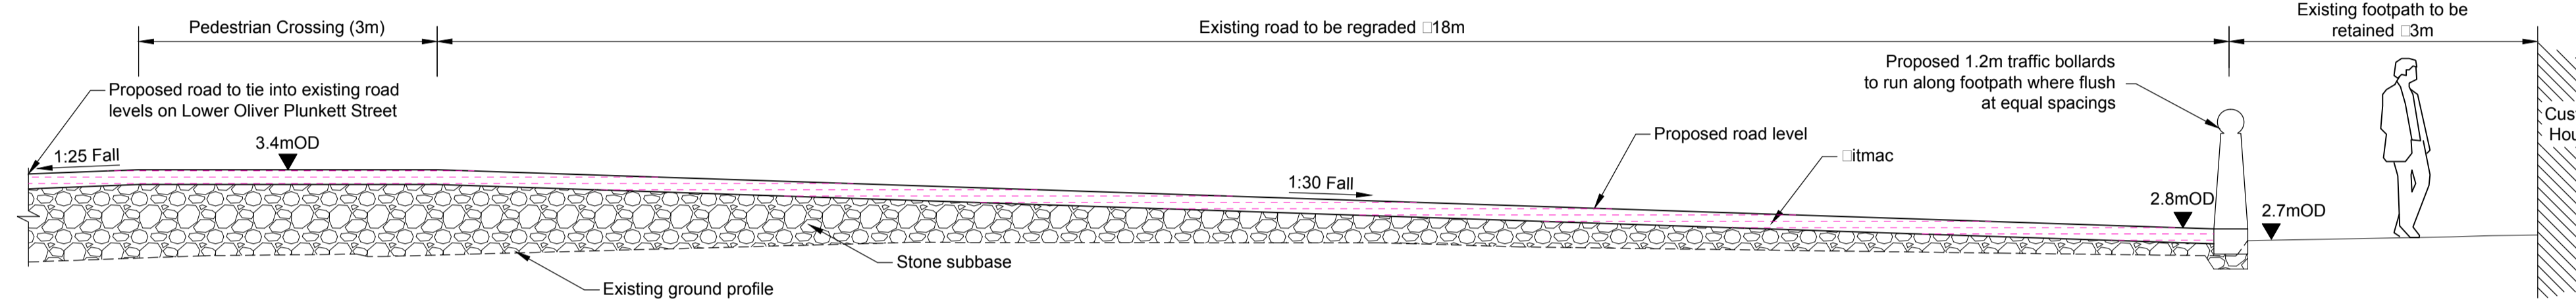 Pedestrian Crossing (3m)
Existing road to be regraded □18m
Existing footpath to be
retained □3m
Proposed road to tie into existing road
levels on Lower Oliver Plunkett Street
Proposed 1.2m traffic bollards
to run along footpath where flush
at equal spacings
1:25 Fall
3.4mOD
1:30 Fall
Proposed road level
□itmac
2.8mOD
2.7mOD
Cus
Hou
Stone subbase
Existing ground profile